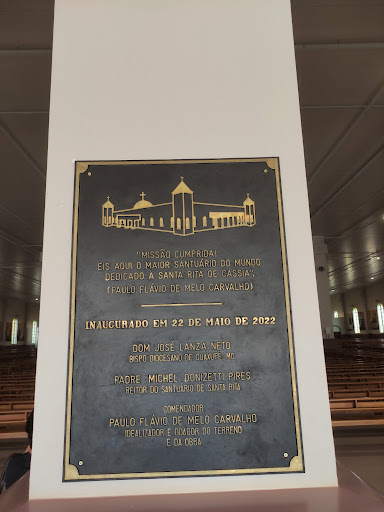 "MISSÃO CUMPRIDA!
EIS AQUI O MAIOR SANTUÁRIO DO MUNDO
DEDICADO A SANTA RITA DE CÁSSIA".
(PAULO FLÁVIO DE MELO CARVALHO)
INAUGURADO EM 22 DE MAIO DE 2022
DOM JOSÉ LANZA NETO
BISPO DIOCESANO DE GUAXUPÉ, MG
PADRE MICHEL DONIZETTI PIRES
REITOR DO SANTUÁRIO DE SANTA RITA
COMENDADOR
PAULO FLÁVIO DE MELO CARVALHO
IDEALIZADOR E DOADOR DO TERRENO
E DA OBRA